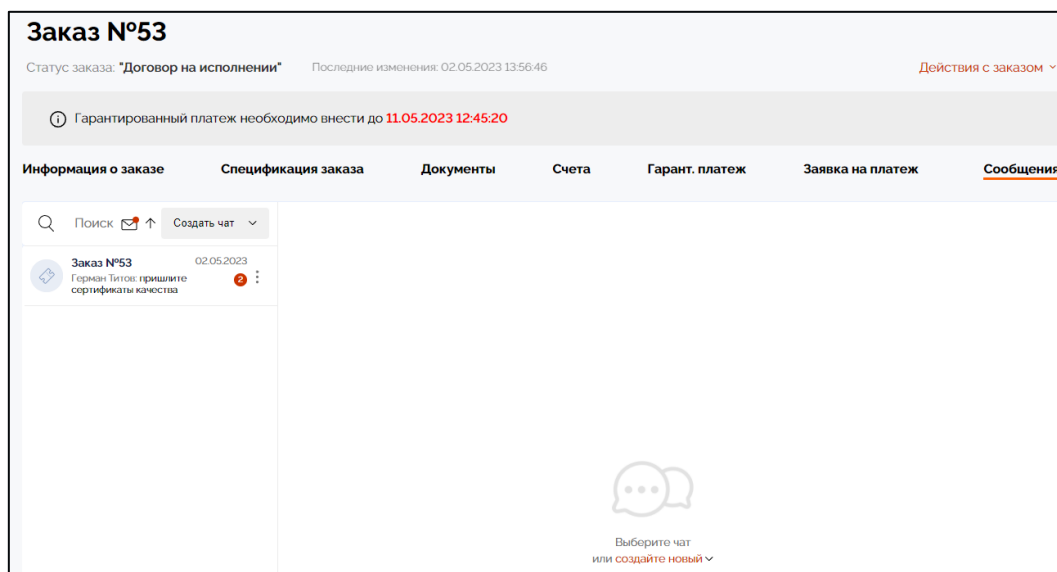 Заказ №53
Статус заказа: "Договор на исполнении" Последние изменения: 02.05.2023 13:56:46 Действия с заказом
Гарантированный платеж необходимо внести до 11.05.2023 12:45:20
Информация о заказе Спецификация заказа Документы Счета Гарант. платеж Заявка на платеж Сообщения
Поиск Создать чат
Заказ №53 02.05.2023
Герман Титов: пришлите 2
сертификаты качества
Выберите чат
или создайте новый